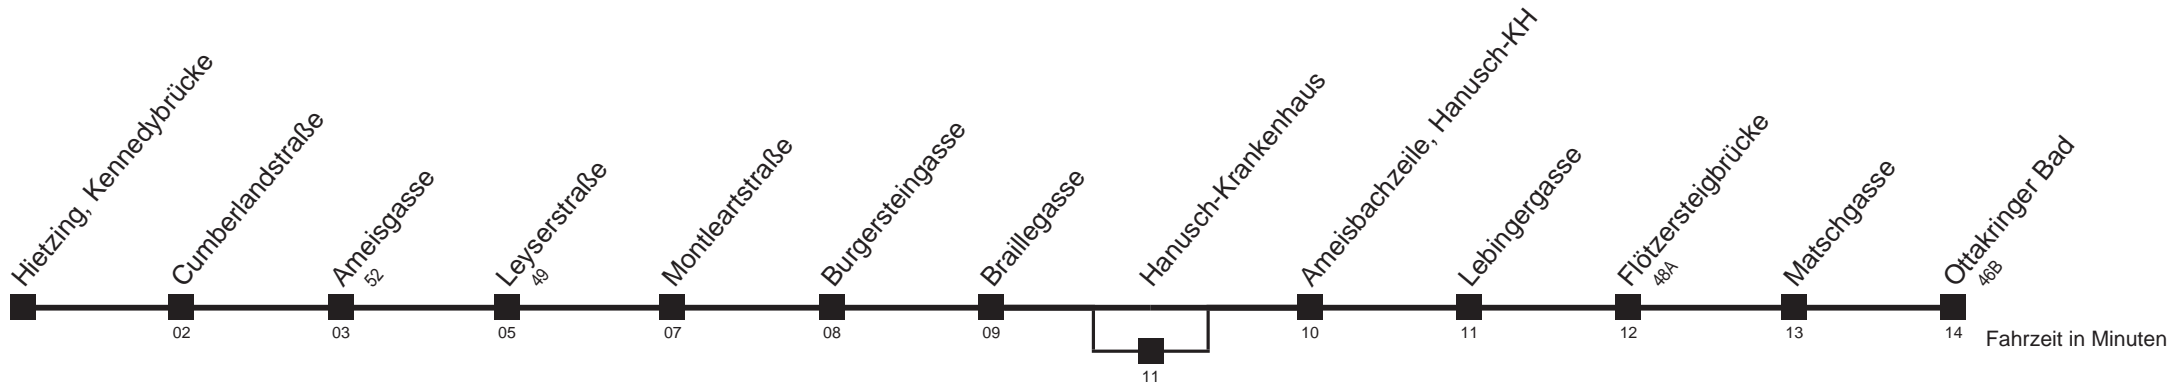 Hietzing, Kennedybrücke
Cumberlandstraße
02
Ameisgasse
52
03
Leyserstraße
49
05
Montleartstraße
07
Burgersteingasse
08
Braillegasse
09
Hanusch-Krankenhaus
11
Ameisbachzeile, Hanusch-KH
10
Lebingergasse
11
Flötzersteigbrücke
48A
12
Matschgasse
13
Ottakringer Bad
46B
14
Fahrzeit in Minuten